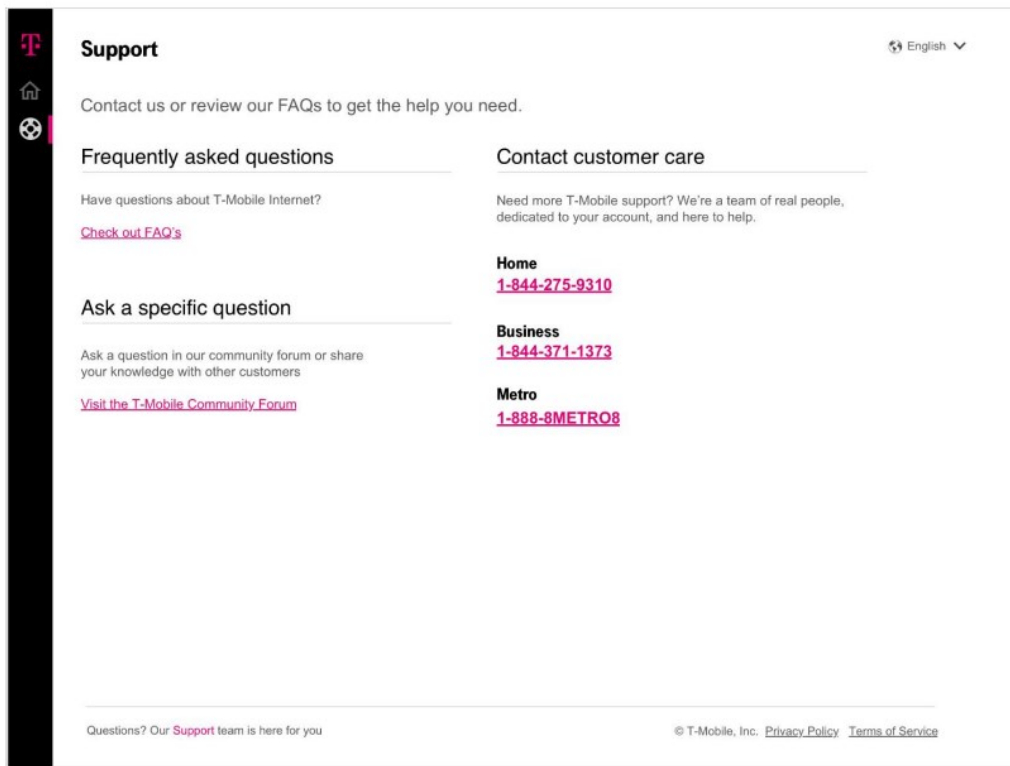 T
Support
English
Contact us or review our FAQs to get the help you need.
Frequently asked questions
Have questions about T-Mobile Internet?
Check out FAQ's
Ask a specific question
Ask a question in our community forum or share
your knowledge with other customers
Visit the T-Mobile Community Forum
Contact customer care
Need more T-Mobile support? We're a team of real people,
dedicated to your account, and here to help.
Home
1-844-275-9310
Business
1-844-371-1373
Metro
1-888-8METRO8
Questions? Our Support team is here for you
© T-Mobile, Inc. Privacy Policy Terms of Service